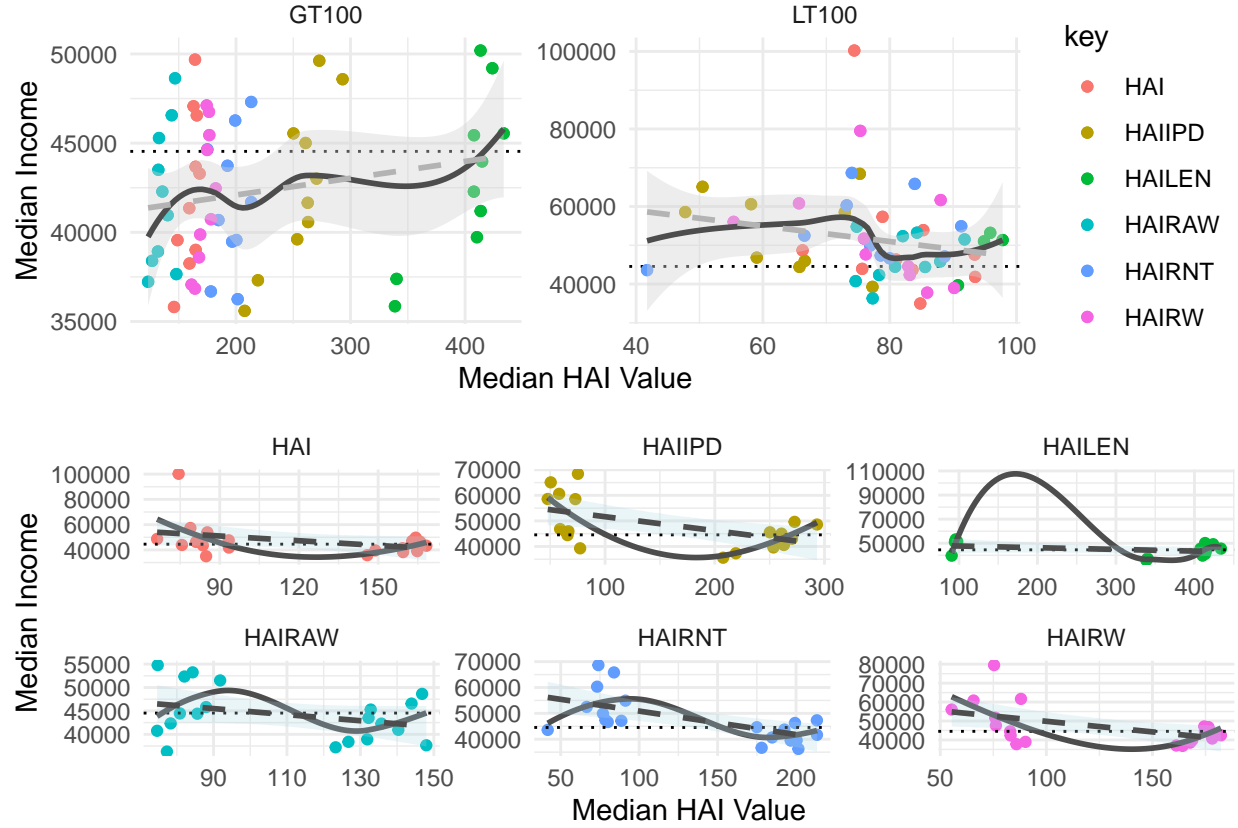 GT100 LT100
key
HAI
HAIIPD
HAILEN
HAIRAW
HAIRNT
HAIRW
Median Income
50000
45000
40000
35000
200 300 400
100000
80000
60000
40000
40 60 80 100
Median HAI Value
Median Income
HAI HAIIPD HAILEN
100000
80000
60000
40000
90 120 150
70000
60000
50000
40000
100 200 300
110000
90000
70000
50000
100 200 300 400
HAIRAW HAIRNT HAIRW
55000
50000
45000
40000
90 110 130 150
70000
60000
50000
40000
50 100 150 200
80000
70000
60000
50000
40000
50 100 150
Median HAI Value